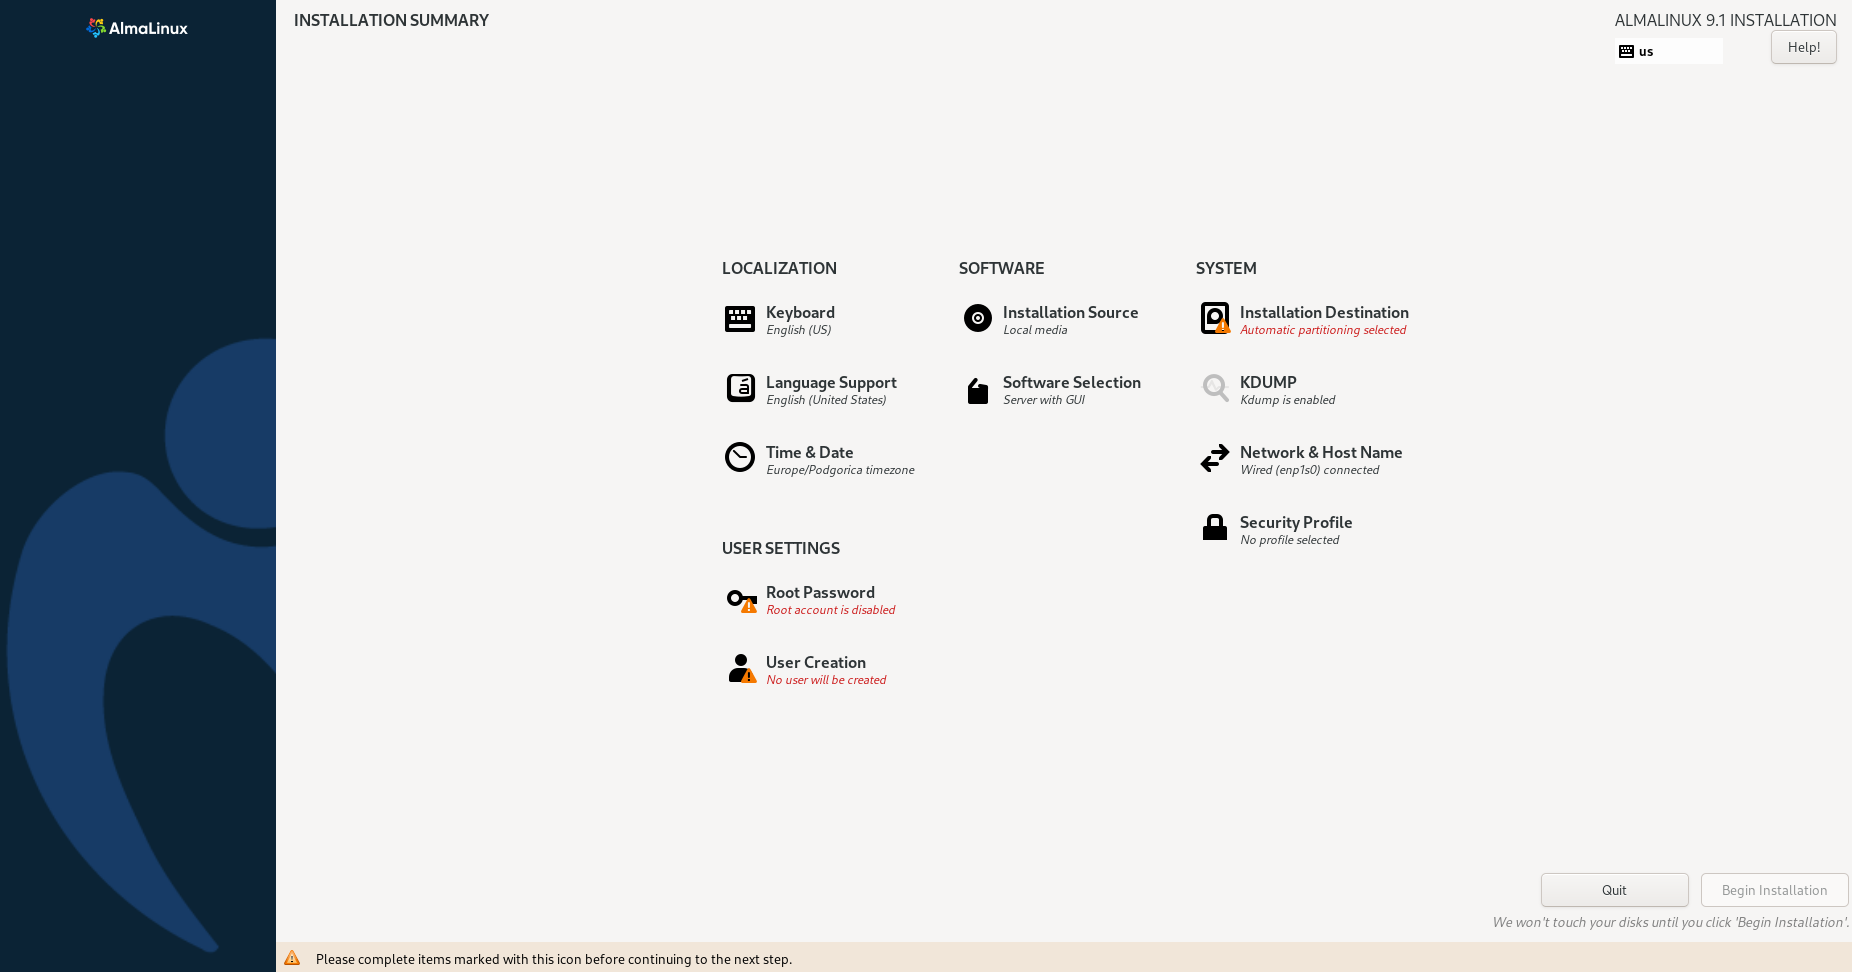 AlmaLinux
INSTALLATION SUMMARY
ALMALINUX 9.1 INSTALLATION
us
Help!
LOCALIZATION
Keyboard
English (US)
Language Support
English (United States)
Time & Date
Europe/Podgorica timezone
SOFTWARE
Installation Source
Local media
Software Selection
Server with GUI
SYSTEM
Installation Destination
Automatic partitioning selected
KDUMP
Kdump is enabled
Network & Host Name
Wired (enp1s0) connected
Security Profile
No profile selected
USER SETTINGS
Root Password
Root account is disabled
User Creation
No user will be created
Quit
Begin Installation
We won't touch your disks until you click 'Begin Installation'.
Please complete items marked with this icon before continuing to the next step.